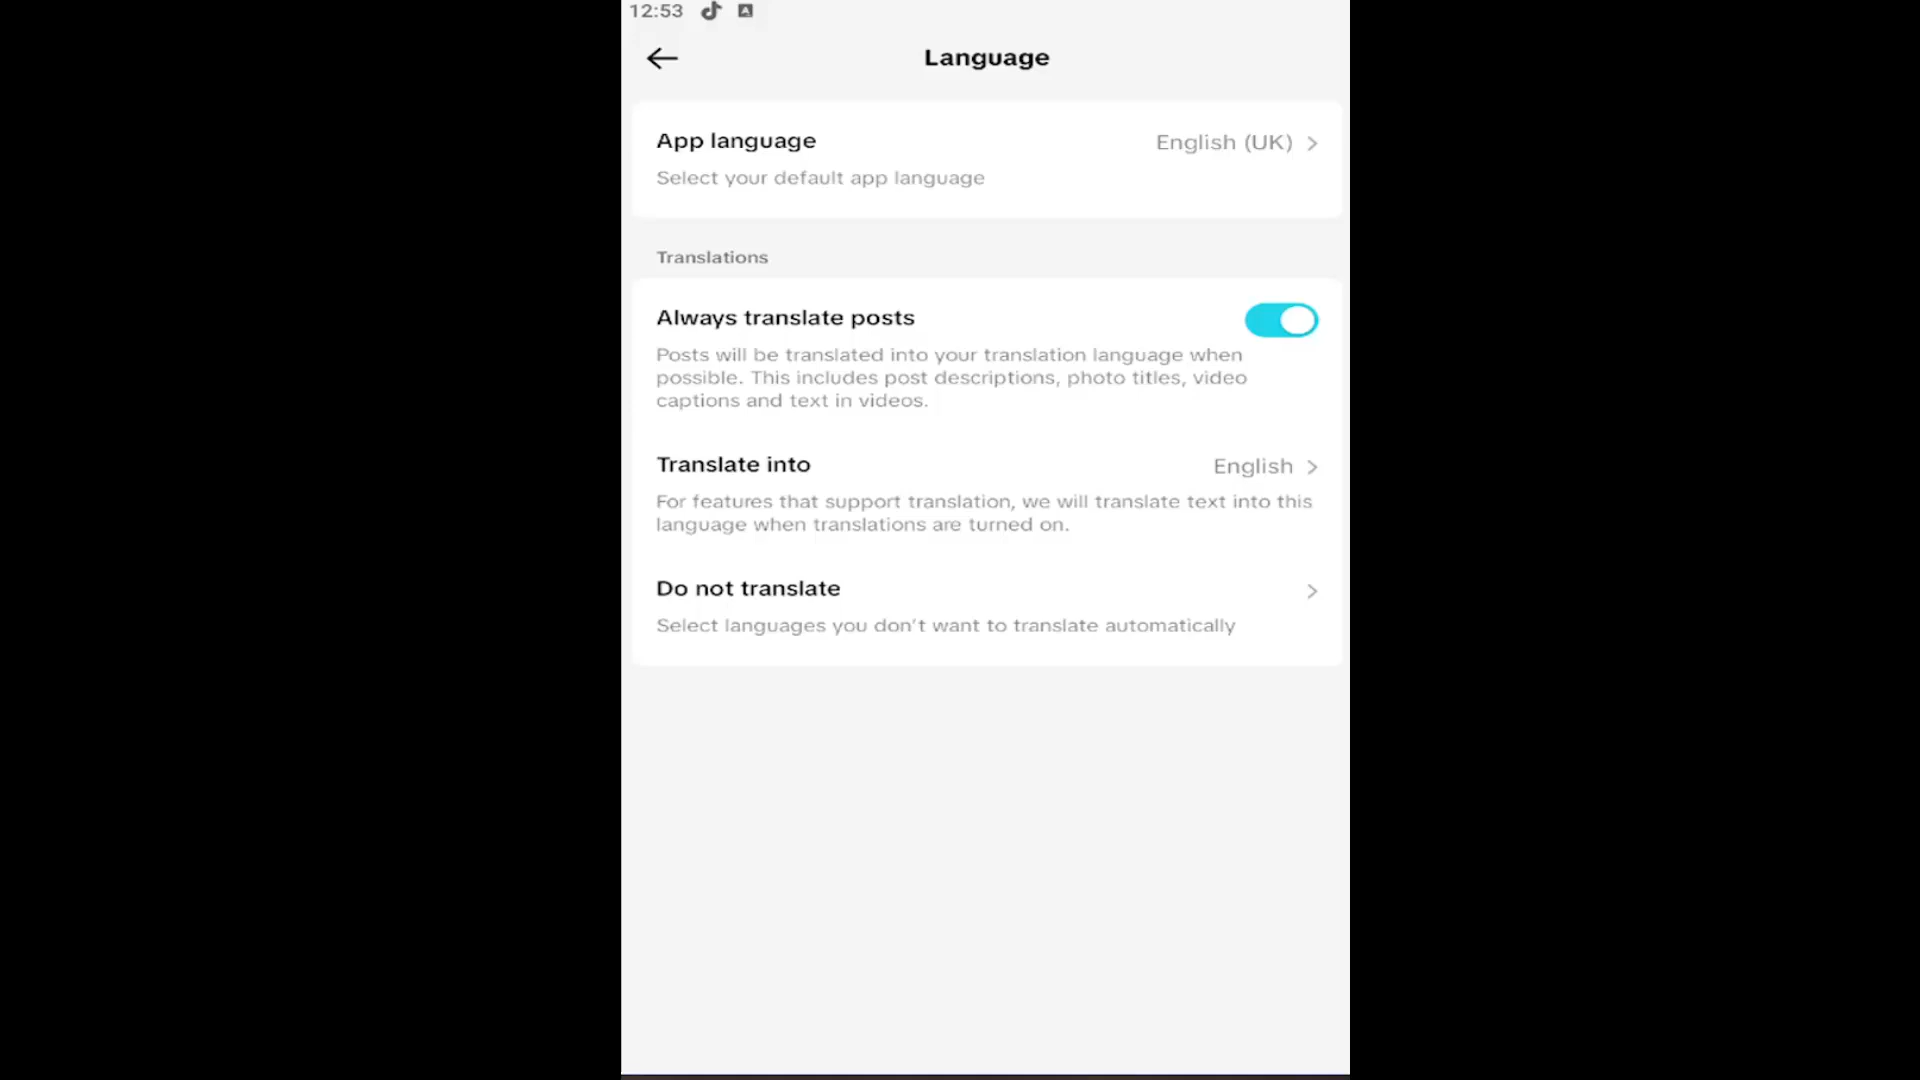 12:53
Language
App language
English (UK)
Select your default app language
Translations
Always translate posts
Posts will be translated into your translation language when
possible. This includes post descriptions, photo titles, video
captions and text in videos.
Translate into
English
For features that support translation, we will translate text into this
language when translations are turned on.
Do not translate
Select languages you don't want to translate automatically